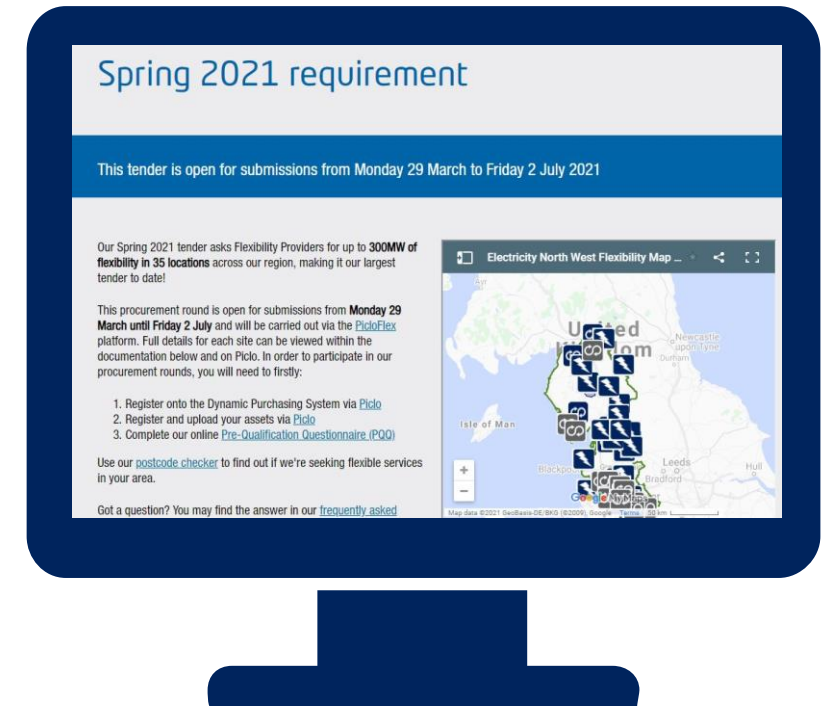 Spring 2021 requirement
This tender is open for submissions from Monday 29 March to Friday 2 July 2021
Our Spring 2021 tender asks Flexibility Providers for up to 300MW of
flexibility in 35 locations across our region, making it our largest
tender to date!
This procurement round is open for submissions from Monday 29
March until Friday 2 July and will be carried out via the PicloFlex
platform. Full details for each site can be viewed within the
documentation below and on Piclo. In order to participate in our
procurement rounds, you will need to firstly:
1. Register onto the Dynamic Purchasing System via Piclo
2. Register and upload your assets via Piclo
3. Complete our online Pre-Qualification Questionnaire (PQQ)
Use our postcode checker to find out if we're seeking flexible services
in your area.
Got a question? You may find the answer in our frequently asked
Electricity North West Flexibility Map ...
Ayr
United
Newcastle
upon Tyne
Durham
Isle of Man
Leeds
Hull
Bradford
+
−
Google My Maps
Map data ©2021 GeoBasis-DE/BKG (©2009), Google Terms 50 km